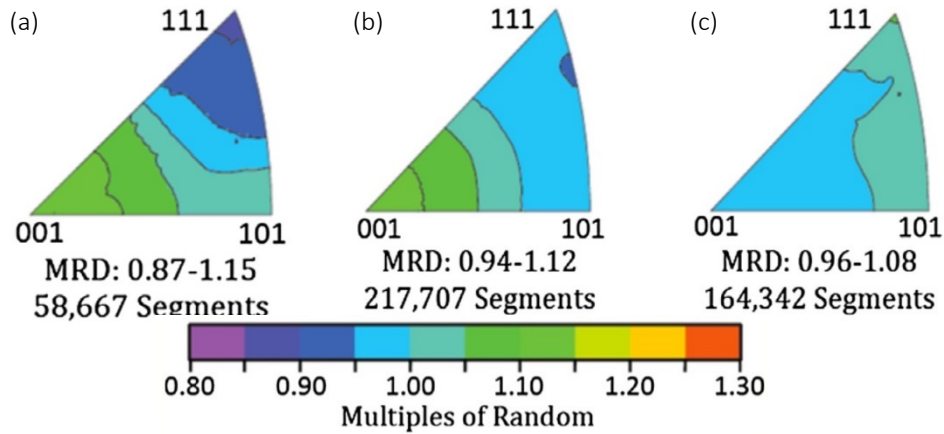 (a) 111
001 101
MRD: 0.87-1.15
58,667 Segments
(b) 111
001 101
MRD: 0.94-1.12
217,707 Segments
(c) 111
001 101
MRD: 0.96-1.08
164,342 Segments
0.80 0.90 1.00 1.10 1.20 1.30
Multiples of Random